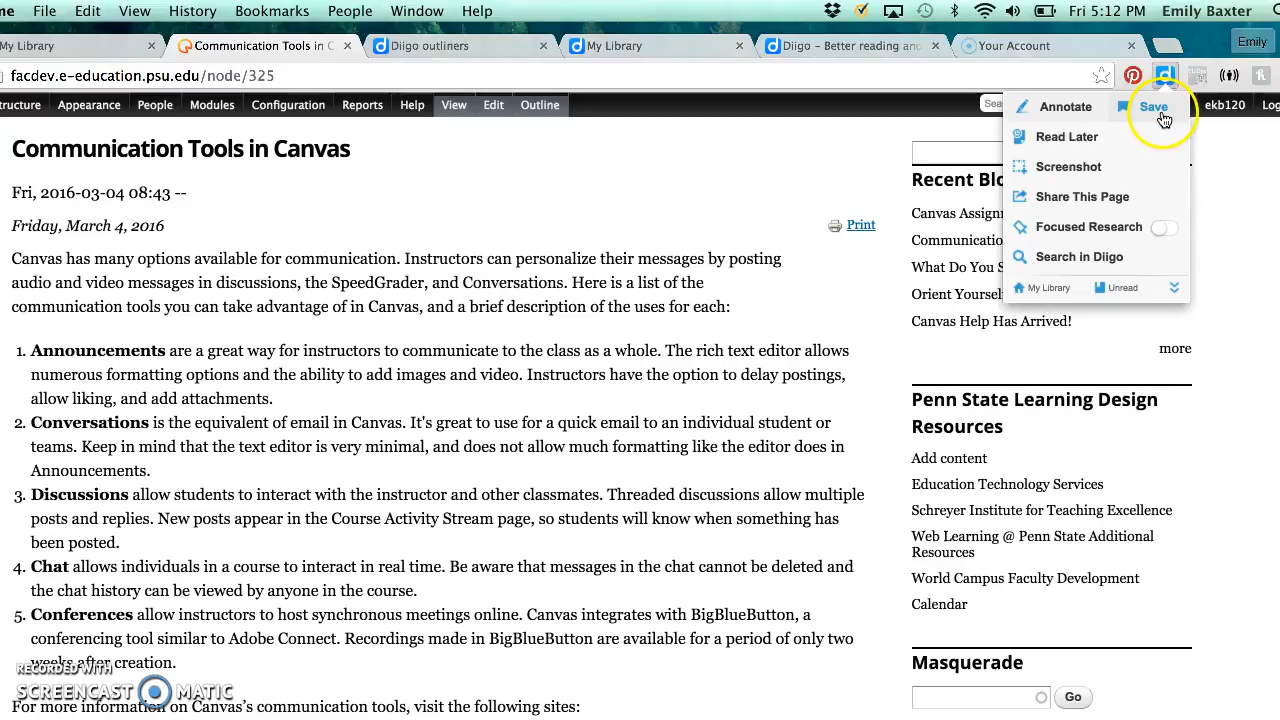 me File Edit View History Bookmarks People Window Help Fri 5:12 PM Emily Baxter
My Library Communication Tools in C Diigo outliners My Library Diigo - Better reading and Your Account Emily
facdev.e-education.psu.edu/node/325
tructure Appearance People Modules Configuration Reports Help View Edit Outline Sea ekb120 Log
Annotate Save
Read Later
Screenshot
Share This Page
Focused Research
Search in Diigo
My Library Unread
Communication Tools in Canvas
Fri, 2016-03-04 08:43 --
Friday, March 4, 2016
Print
Canvas has many options available for communication. Instructors can personalize their messages by posting
audio and video messages in discussions, the SpeedGrader, and Conversations. Here is a list of the
communication tools you can take advantage of in Canvas, and a brief description of the uses for each:
1. Announcements are a great way for instructors to communicate to the class as a whole. The rich text editor allows
numerous formatting options and the ability to add images and video. Instructors have the option to delay postings,
allow liking, and add attachments.
2. Conversations is the equivalent of email in Canvas. It's great to use for a quick email to an individual student or
teams. Keep in mind that the text editor is very minimal, and does not allow much formatting like the editor does in
Announcements.
3. Discussions allow students to interact with the instructor and other classmates. Threaded discussions allow multiple
posts and replies. New posts appear in the Course Activity Stream page, so students will know when something has
been posted.
4. Chat allows individuals in a course to interact in real time. Be aware that messages in the chat cannot be deleted and
the chat history can be viewed by anyone in the course.
5. Conferences allow instructors to host synchronous meetings online. Canvas integrates with BigBlueButton, a
conferencing tool similar to Adobe Connect. Recordings made in BigBlueButton are available for a period of only two
weeks after creation.
For more information on Canvas's communication tools, visit the following sites:
Recent Blo
Canvas Assignm
Communicatio
What Do You S
Orient Yoursel
Canvas Help Has Arrived!
more
Penn State Learning Design
Resources
Add content
Education Technology Services
Schreyer Institute for Teaching Excellence
Web Learning @ Penn State Additional
Resources
World Campus Faculty Development
Calendar
Masquerade
Go
RECORDED WITH
SCREENCAST MATIC